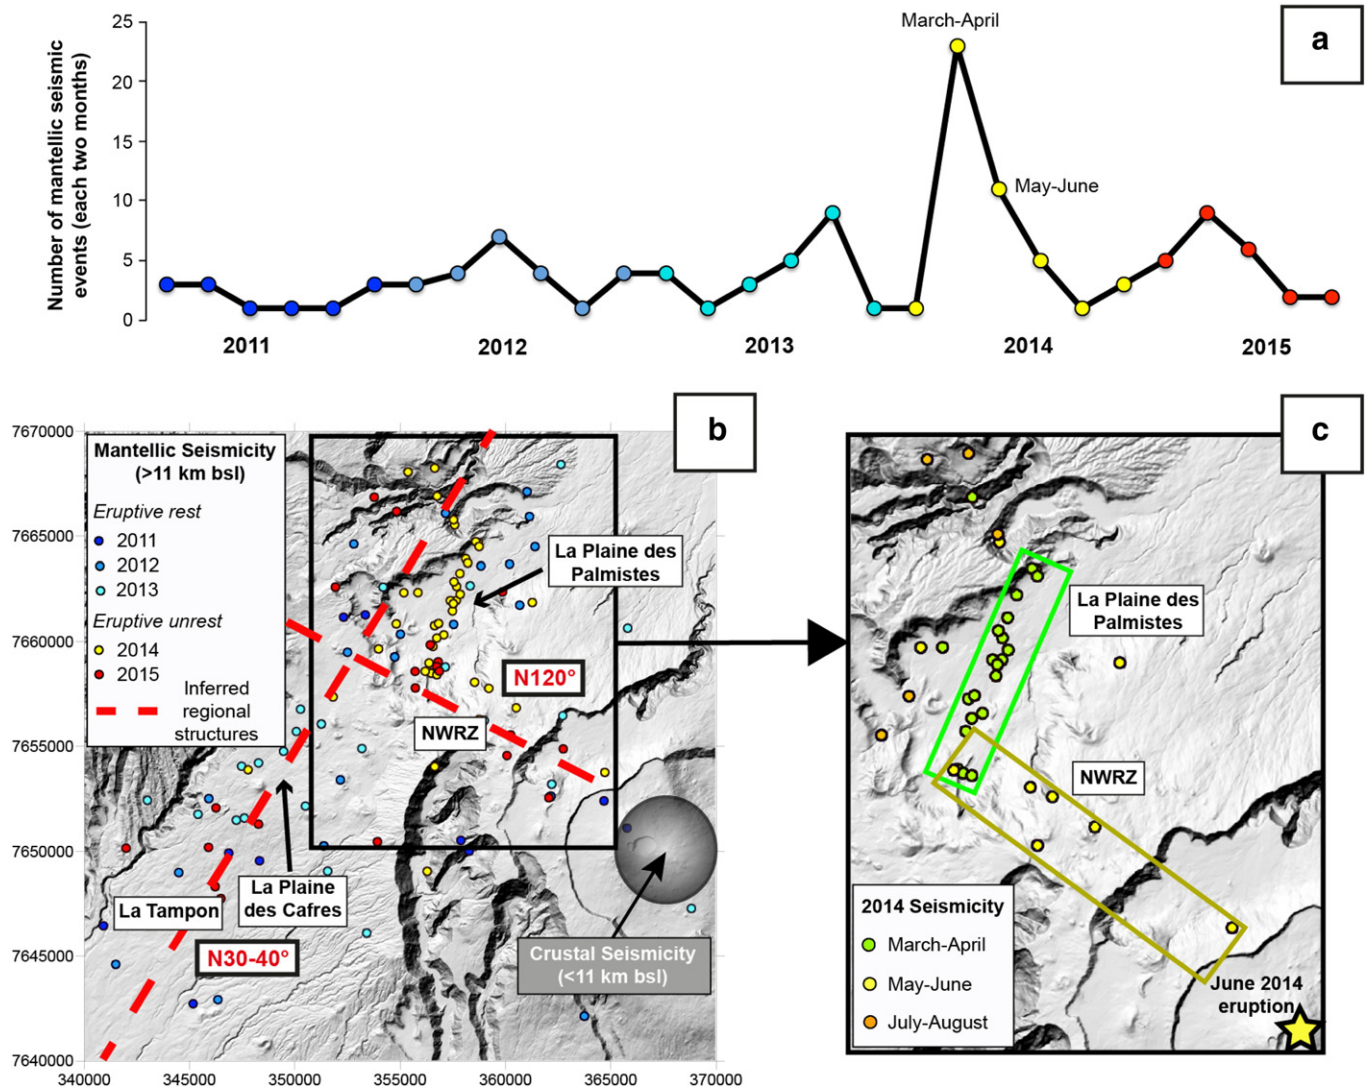 a
Number of mantellic seismic
events (each two months)
25
20
15
10
5
0
March-April
May-June
2011
2012
2013
2014
2015
b
7670000
7665000
7660000
7655000
7650000
7645000
7640000
340000
345000
350000
355000
360000
365000
370000
Mantellic Seismicity
(>11 km bsl)
Eruptive rest
2011
2012
2013
Eruptive unrest
2014
2015
Inferred
regional
structures
La Plaine des
Palmistes
N120°
NWRZ
La Tampon
La Plaine
des Cafres
N30-40°
Crustal Seismicity
(<11 km bsl)
c
La Plaine des
Palmistes
NWRZ
2014 Seismicity
March-April
May-June
July-August
June 2014
eruption